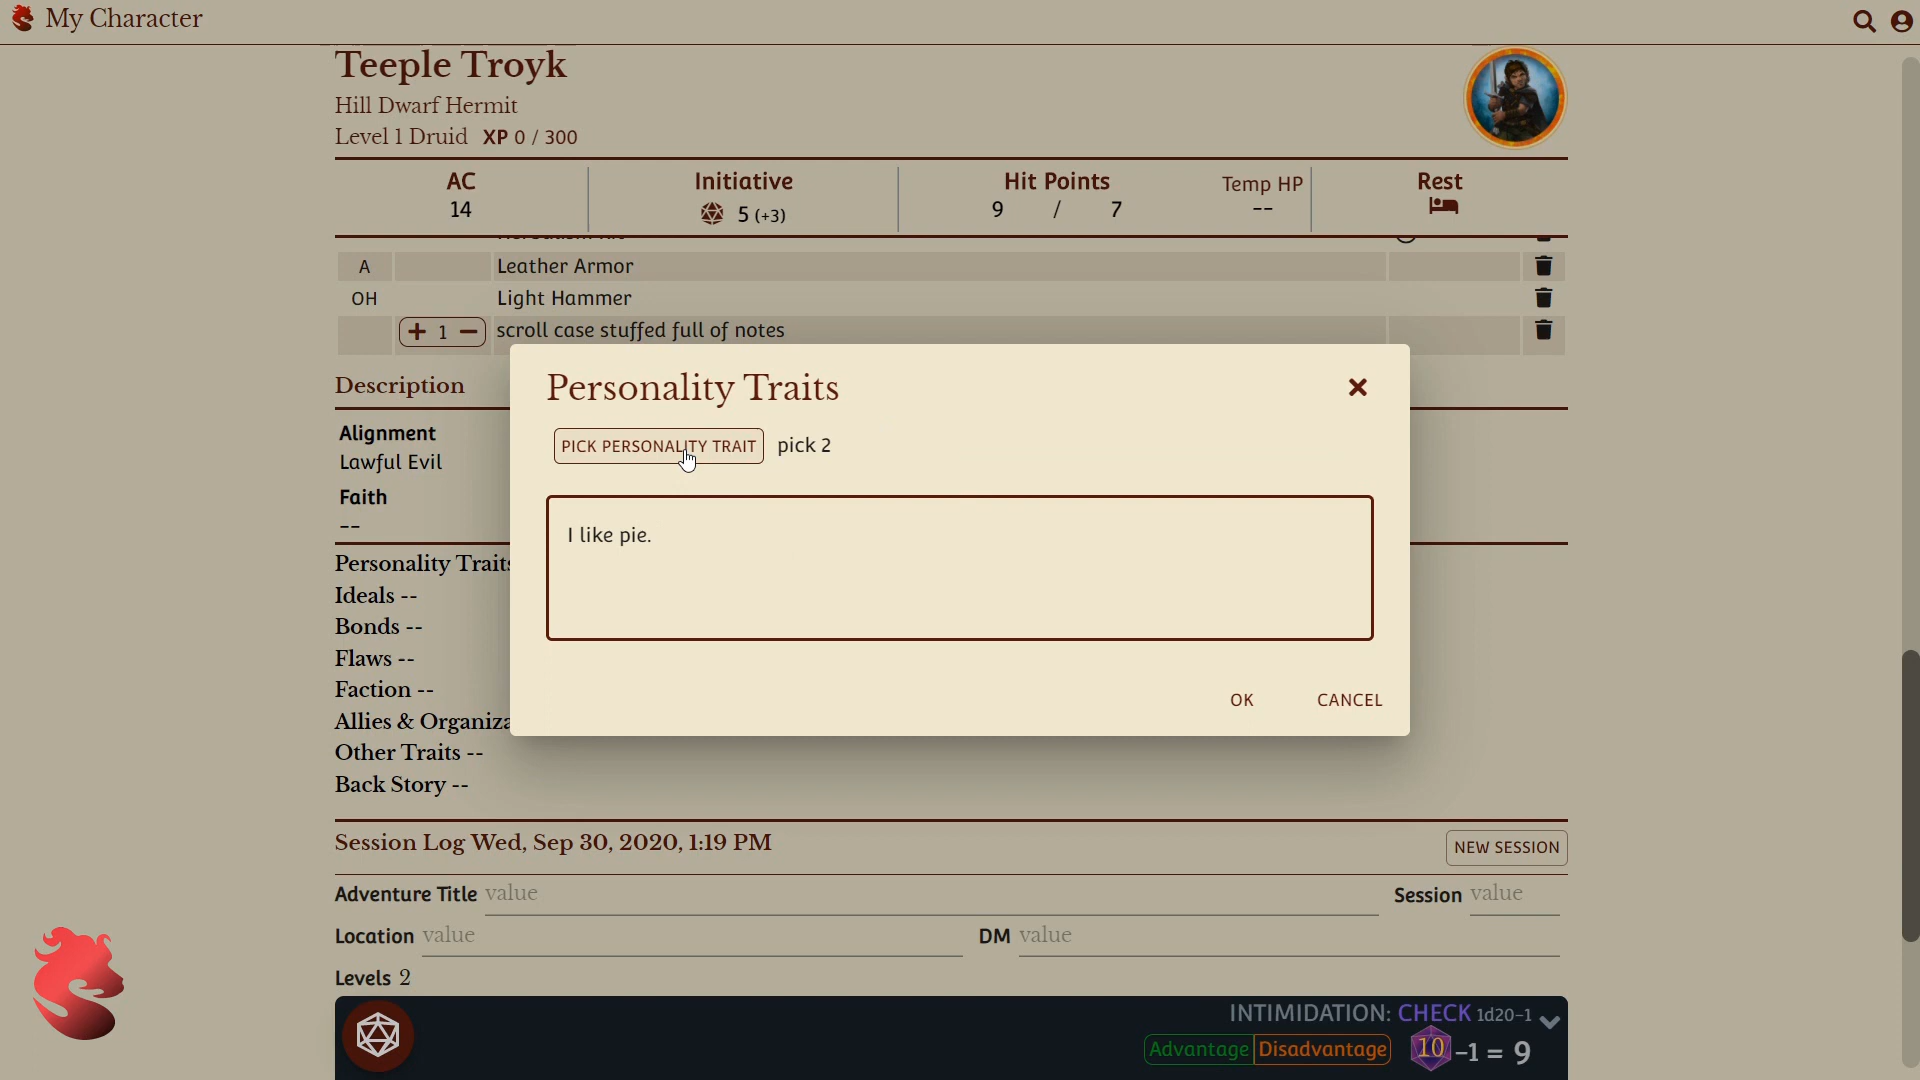 My Character
Teeple Troyk
Hill Dwarf Hermit
Level 1 Druid XP 0 / 300
AC
14
Initiative
5 (+3)
Hit Points
9 / 7
Temp HP
--
Rest
A Leather Armor
OH Light Hammer
+ 1 − scroll case stuffed full of notes
Description
Alignment
Lawful Evil
Faith
--
Personality Traits
Ideals --
Bonds --
Flaws --
Faction --
Allies &
Other Traits --
Back Story --
Personality Traits
PICK PERSONALITY TRAIT pick 2
I like pie.
OK CANCEL
Session Log Wed, Sep 30, 2020, 1:19 PM
NEW SESSION
Adventure Title value Session value
Location value DM value
Levels 2
INTIMIDATION: CHECK 1d20-1
Advantage Disadvantage 10 -1 = 9